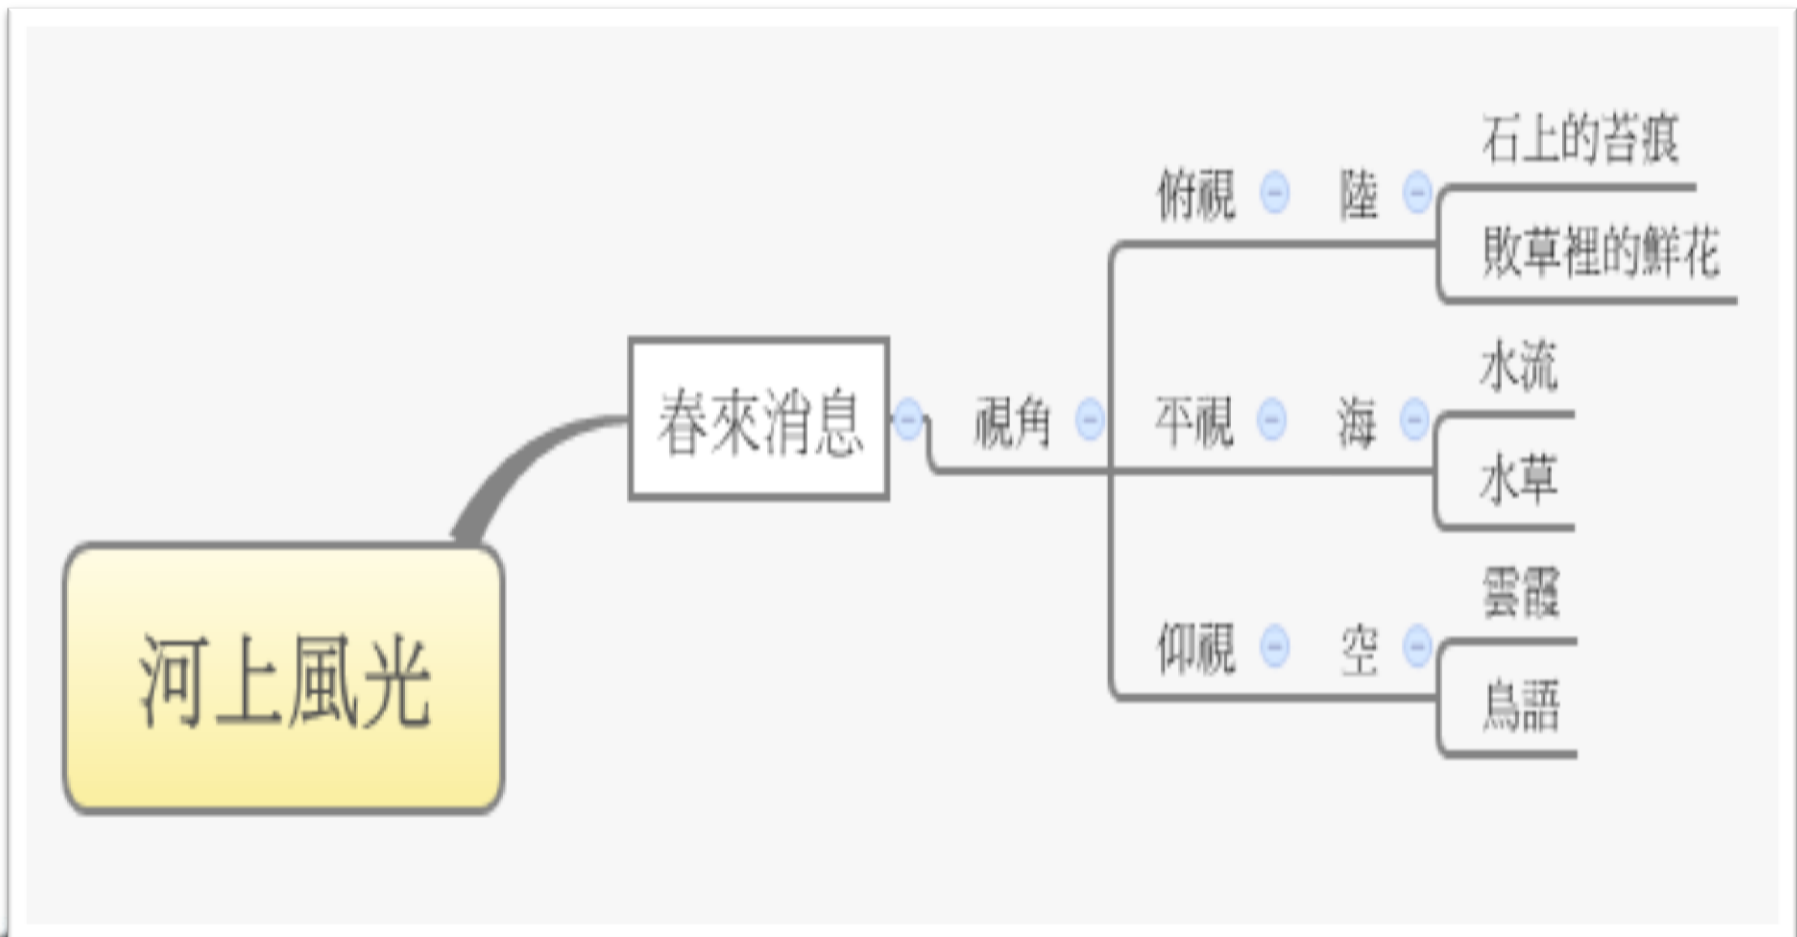 河上風光
春來消息
視角
俯視
陸
石上的苔痕
敗草裡的鮮花
平視
海
水流
水草
仰視
空
雲霞
鳥語